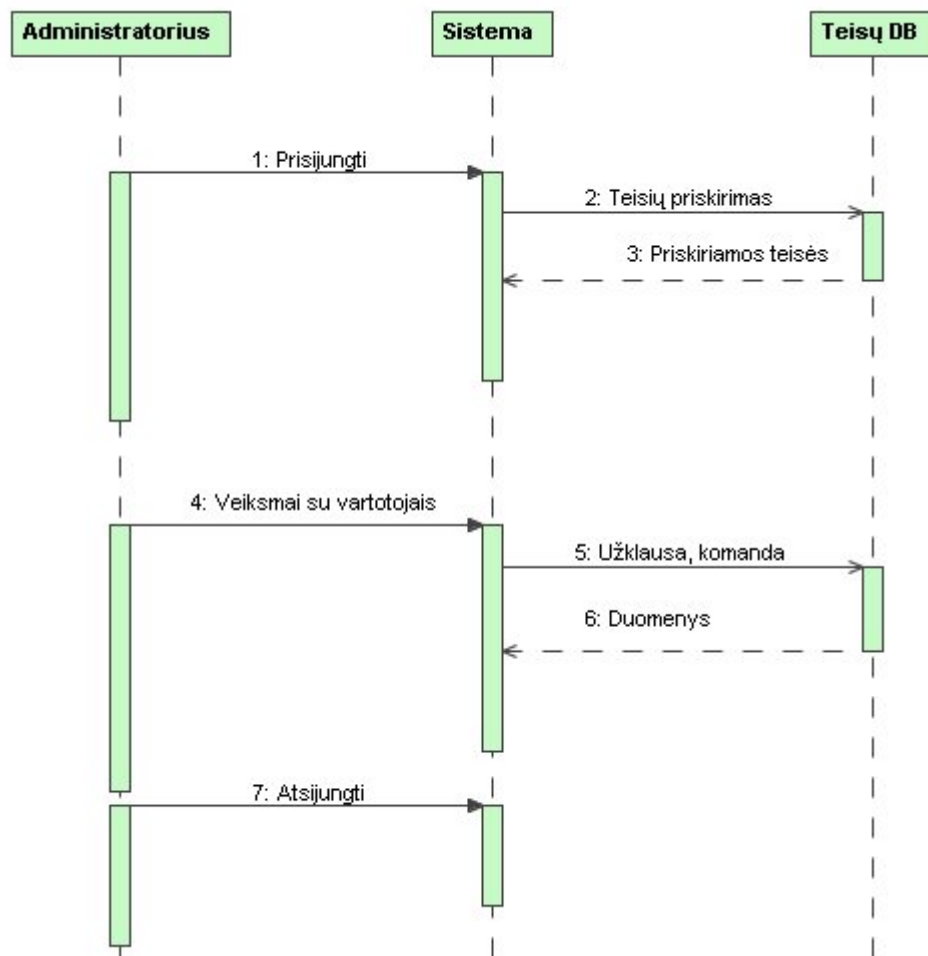 Administratorius
Sistema
Teisų DB
1: Prisijungti
2: Teisių priskirimas
3: Priskiriamos teisės
4: Veiksmai su vartotojais
5: Užklausa, komanda
6: Duomenys
7: Atsijungti